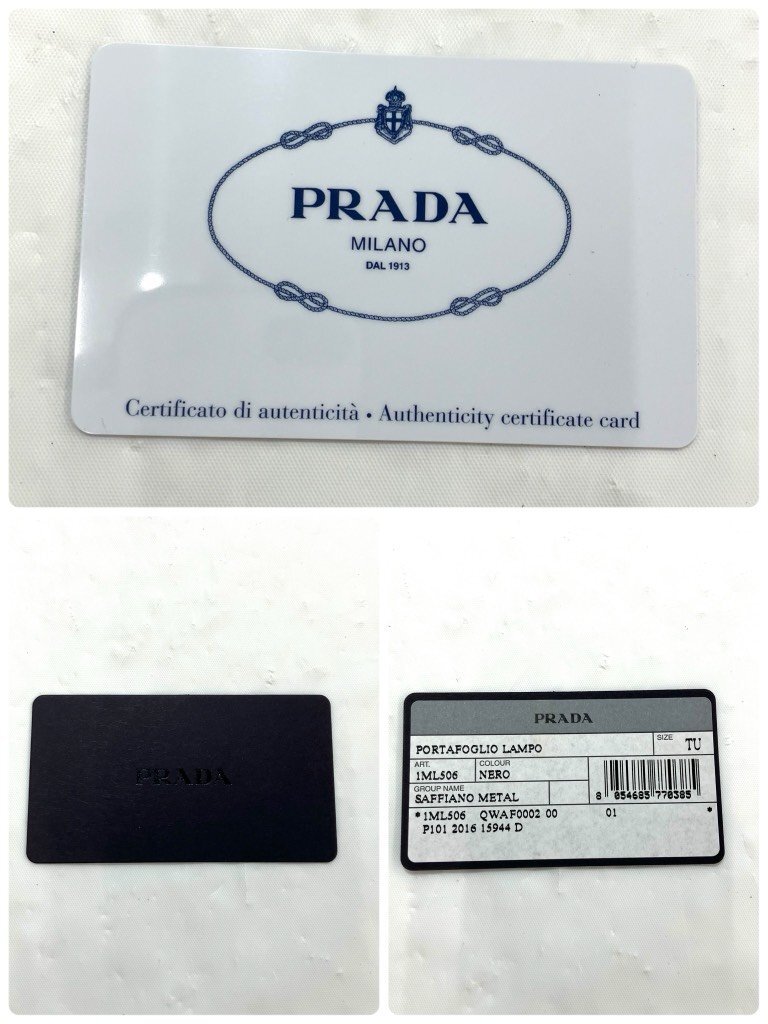 PRADA
MILANO
DAL 1913
Certificato di autenticità • Authenticity certificate card
PRADA
PRADA
PORTAFOGLIO LAMPO SIZE TU
ART. COLOUR
1ML506 NERO
GROUP NAME
SAFFIANO METAL
8 054685 770385
*1ML506 QWAF0002 00 01 *
P101 2016 15944 D